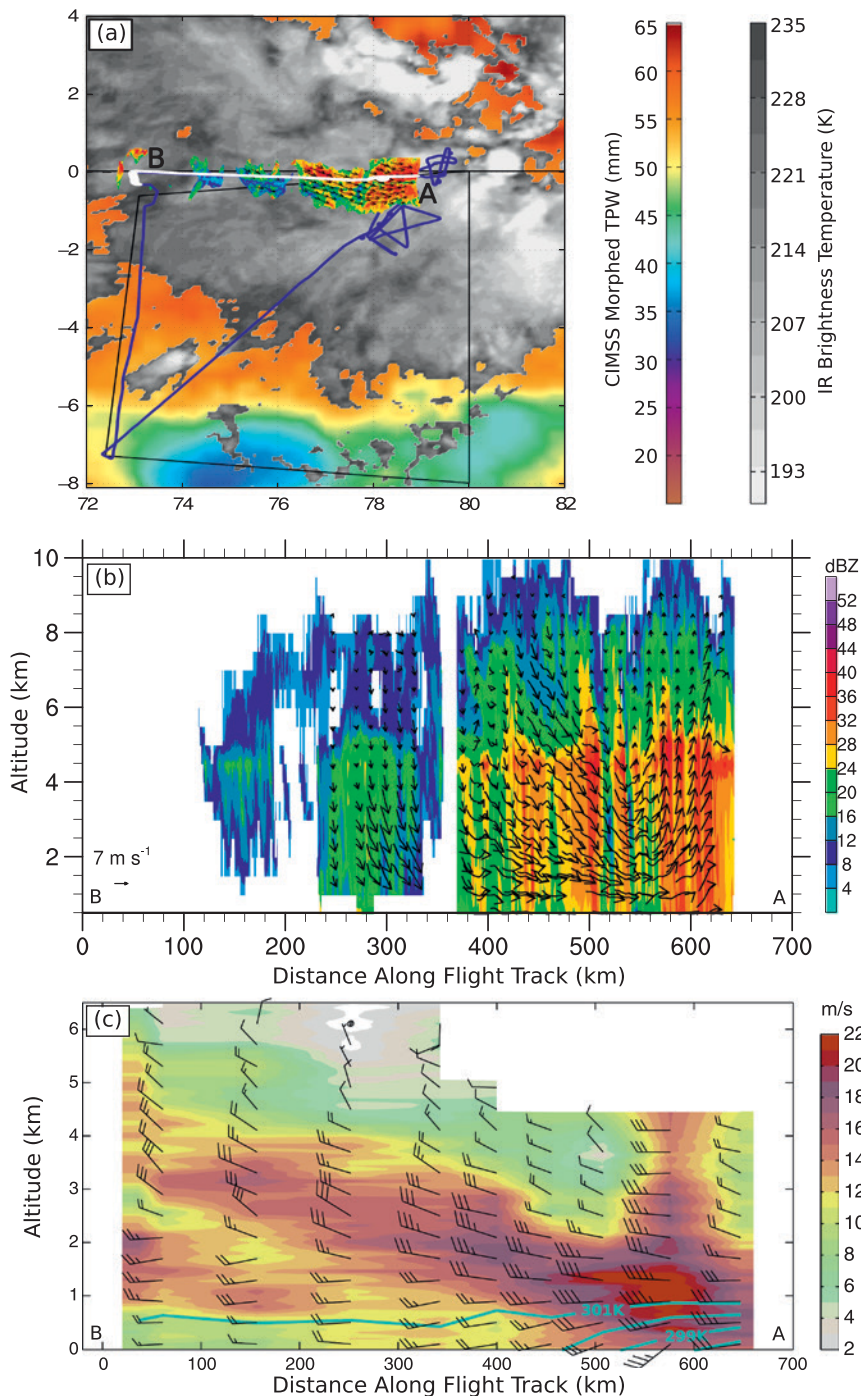 (a)
4
2
0
−2
−4
−6
−8
72 74 76 78 80 82
B
A
CIMSS Morphed TPW (mm)
65
60
55
50
45
40
35
30
25
20
IR Brightness Temperature (K)
235
228
221
214
207
200
193
(b)
Altitude (km)
10
8
6
4
2
7 m s⁻¹
B
A
0 100 200 300 400 500 600 700
Distance Along Flight Track (km)
dBZ
52
48
44
40
36
32
28
24
20
16
12
8
4
(c)
Altitude (km)
6
5
4
3
2
1
0
301K
299K
B
A
0 100 200 300 400 500 600 700
Distance Along Flight Track (km)
m/s
22
20
18
16
14
12
10
8
6
4
2